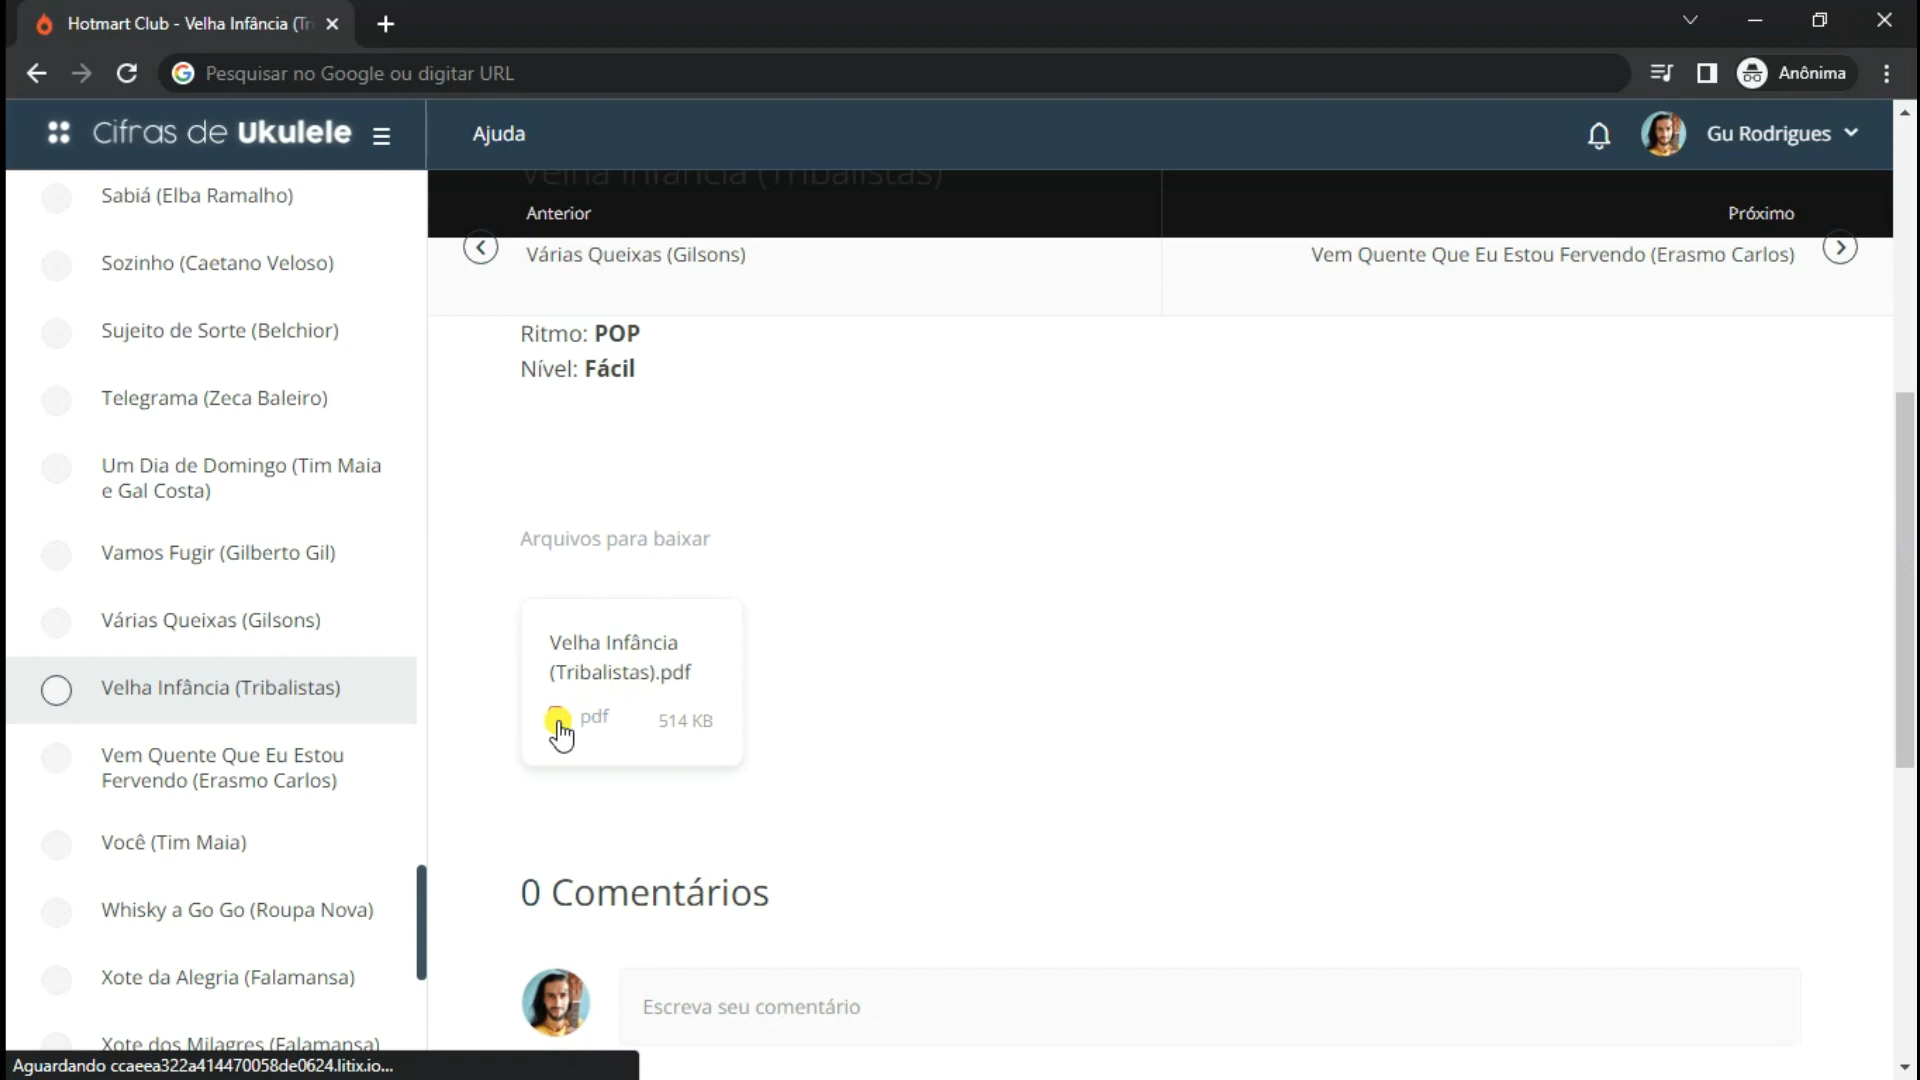 Hotmart Club - Velha Infância (Tri
Pesquisar no Google ou digitar URL
Anônima
Cifras de Ukulele
Ajuda
Gu Rodrigues
Sabiá (Elba Ramalho)
Sozinho (Caetano Veloso)
Sujeito de Sorte (Belchior)
Telegrama (Zeca Baleiro)
Um Dia de Domingo (Tim Maia
e Gal Costa)
Vamos Fugir (Gilberto Gil)
Várias Queixas (Gilsons)
Velha Infância (Tribalistas)
Vem Quente Que Eu Estou
Fervendo (Erasmo Carlos)
Você (Tim Maia)
Whisky a Go Go (Roupa Nova)
Xote da Alegria (Falamansa)
Xote dos Milagres (Falamansa)
Velha Infância (Tribalistas)
Anterior
Várias Queixas (Gilsons)
Próximo
Vem Quente Que Eu Estou Fervendo (Erasmo Carlos)
Ritmo: POP
Nível: Fácil
Arquivos para baixar
Velha Infância
(Tribalistas).pdf
pdf 514 KB
0 Comentários
Escreva seu comentário
Aguardando ccaeea322a414470058de0624.litix.io...